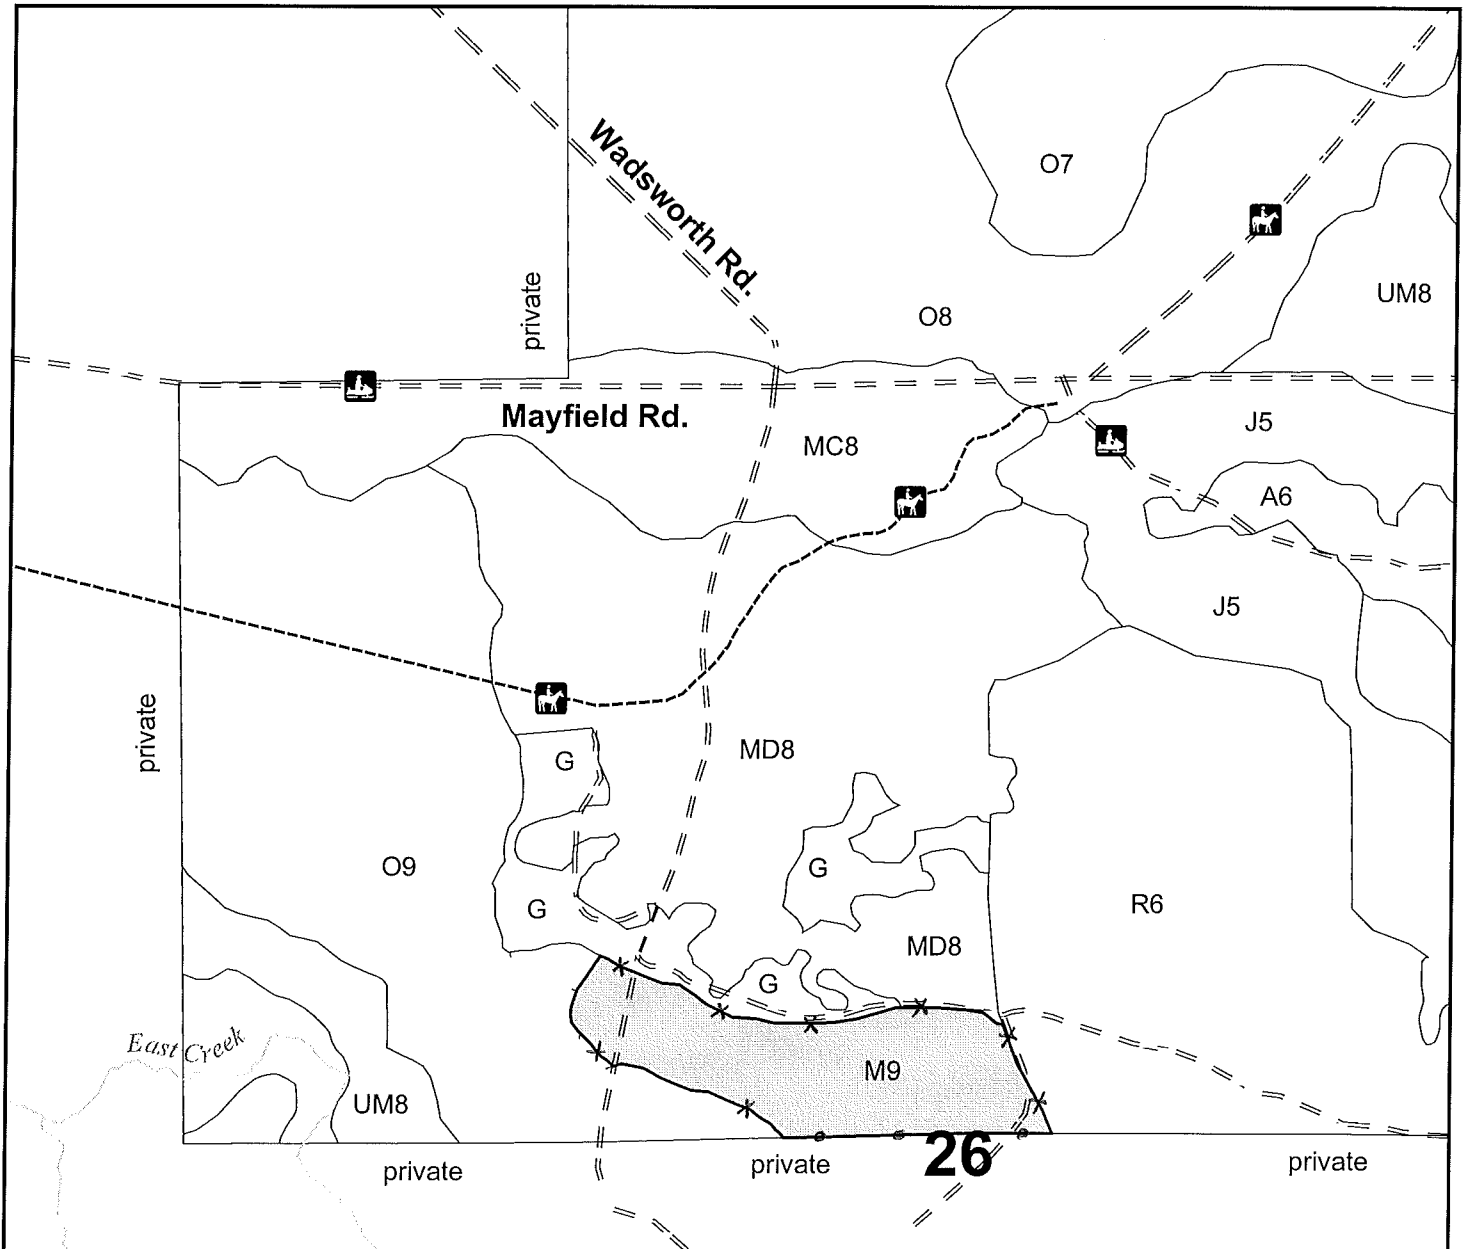 O7
Wadsworth Rd.
private
UM8
O8
Mayfield Rd.
MC8
J5
A6
J5
private
MD8
G
O9
G
G
R6
MD8
G
East Creek
M9
UM8
26
private
private
private